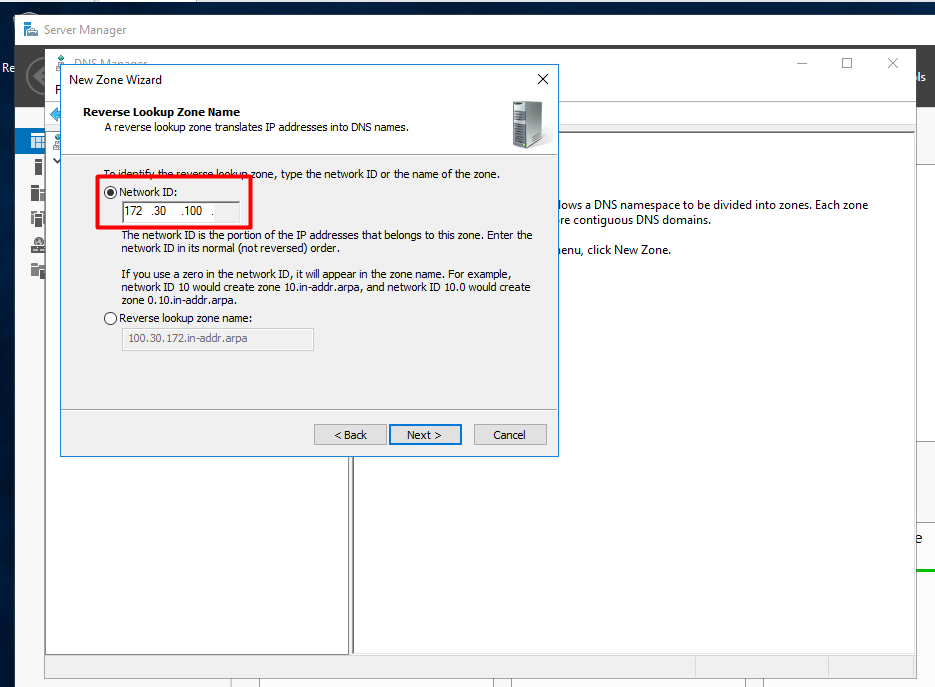 Server Manager
Re
DNS Manager
ols
F
New Zone Wizard
Reverse Lookup Zone Name
A reverse lookup zone translates IP addresses into DNS names.
To identify the reverse lookup zone, type the network ID or the name of the zone.
Network ID:
172 .30 .100 .
The network ID is the portion of the IP addresses that belongs to this zone. Enter the
network ID in its normal (not reversed) order.
If you use a zero in the network ID, it will appear in the zone name. For example,
network ID 10 would create zone 10.in-addr.arpa, and network ID 10.0 would create
zone 0.10.in-addr.arpa.
Reverse lookup zone name:
100.30.172.in-addr.arpa
< Back Next > Cancel
lows a DNS namespace to be divided into zones. Each zone
re contiguous DNS domains.
enu, click New Zone.
e